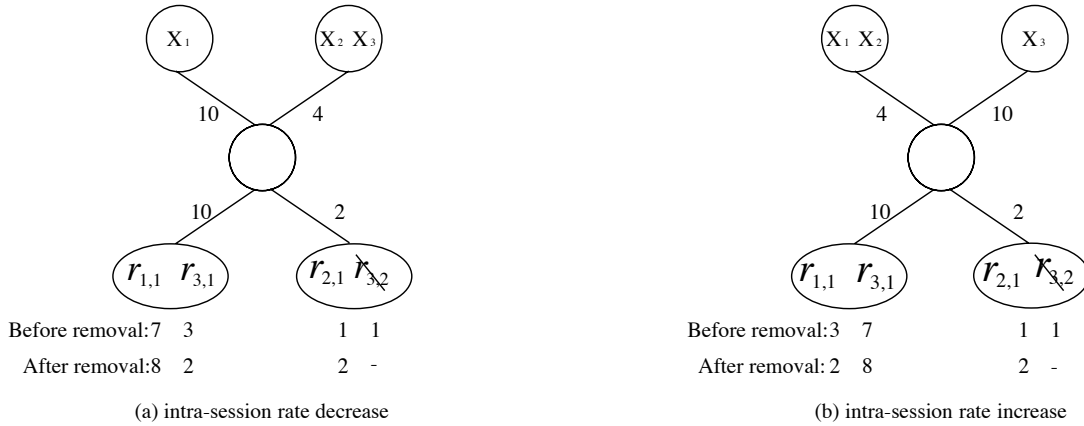 X₁ X₂ X₃ X₁ X₂ X₃
10 4 4 10
10 2 10 2
r₁,₁ r₃,₁ r₂,₁ r₃,₂ r₁,₁ r₃,₁ r₂,₁ r₃,₂
Before removal:7 3 1 1 Before removal:3 7 1 1
After removal:8 2 2 - After removal:2 8 2 -
(a) intra-session rate decrease (b) intra-session rate increase